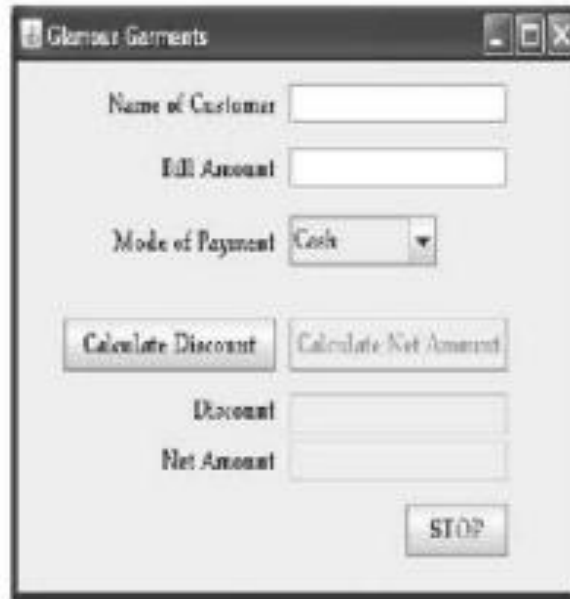 Glamour Garments
Name of Customer
Bill Amount
Mode of Payment Cash
Calculate Discount Calculate Net Amount
Discount
Net Amount
STOP